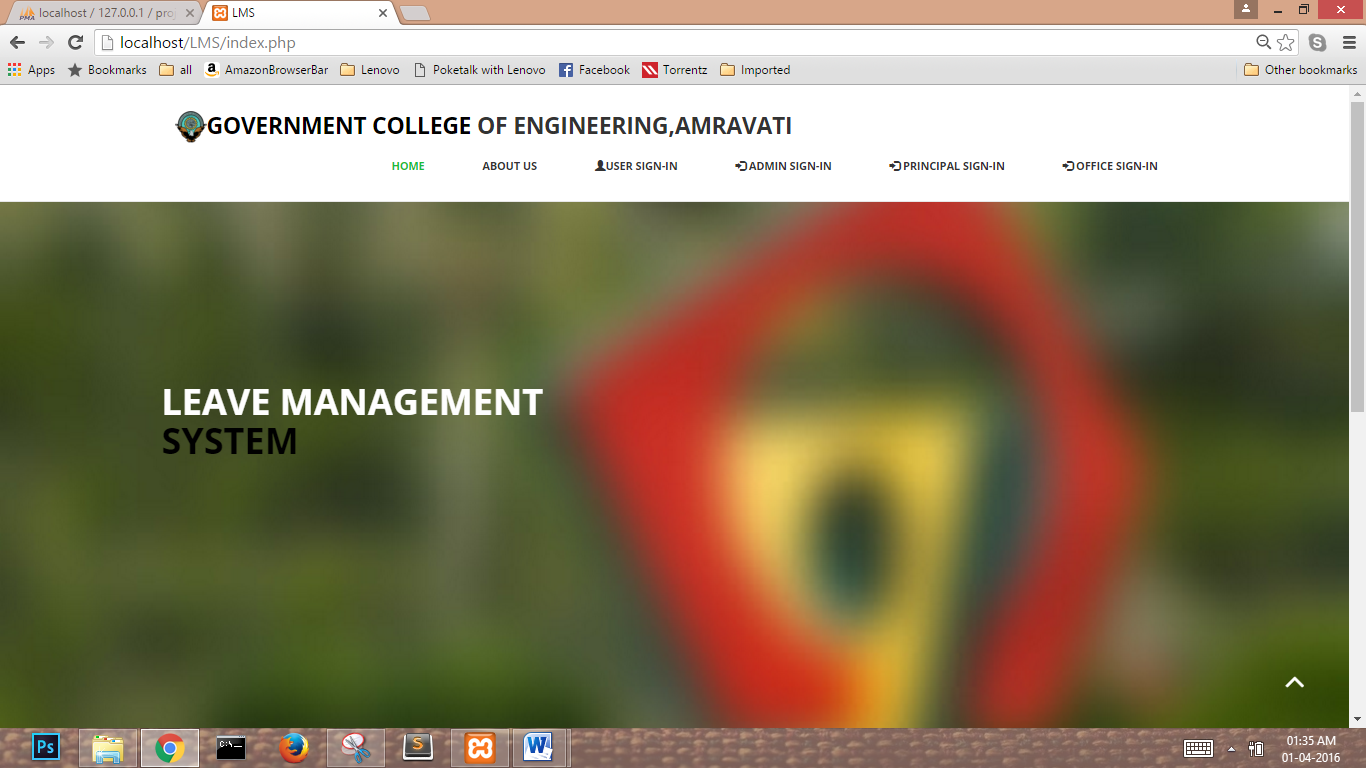 localhost / 127.0.0.1 / pro
LMS
localhost/LMS/index.php
Apps Bookmarks all AmazonBrowserBar Lenovo Poketalk with Lenovo Facebook Torrentz Imported Other bookmarks
GOVERNMENT COLLEGE OF ENGINEERING,AMRAVATI
HOME ABOUT US USER SIGN-IN ADMIN SIGN-IN PRINCIPAL SIGN-IN OFFICE SIGN-IN
LEAVE MANAGEMENT
SYSTEM
01:35 AM
01-04-2016